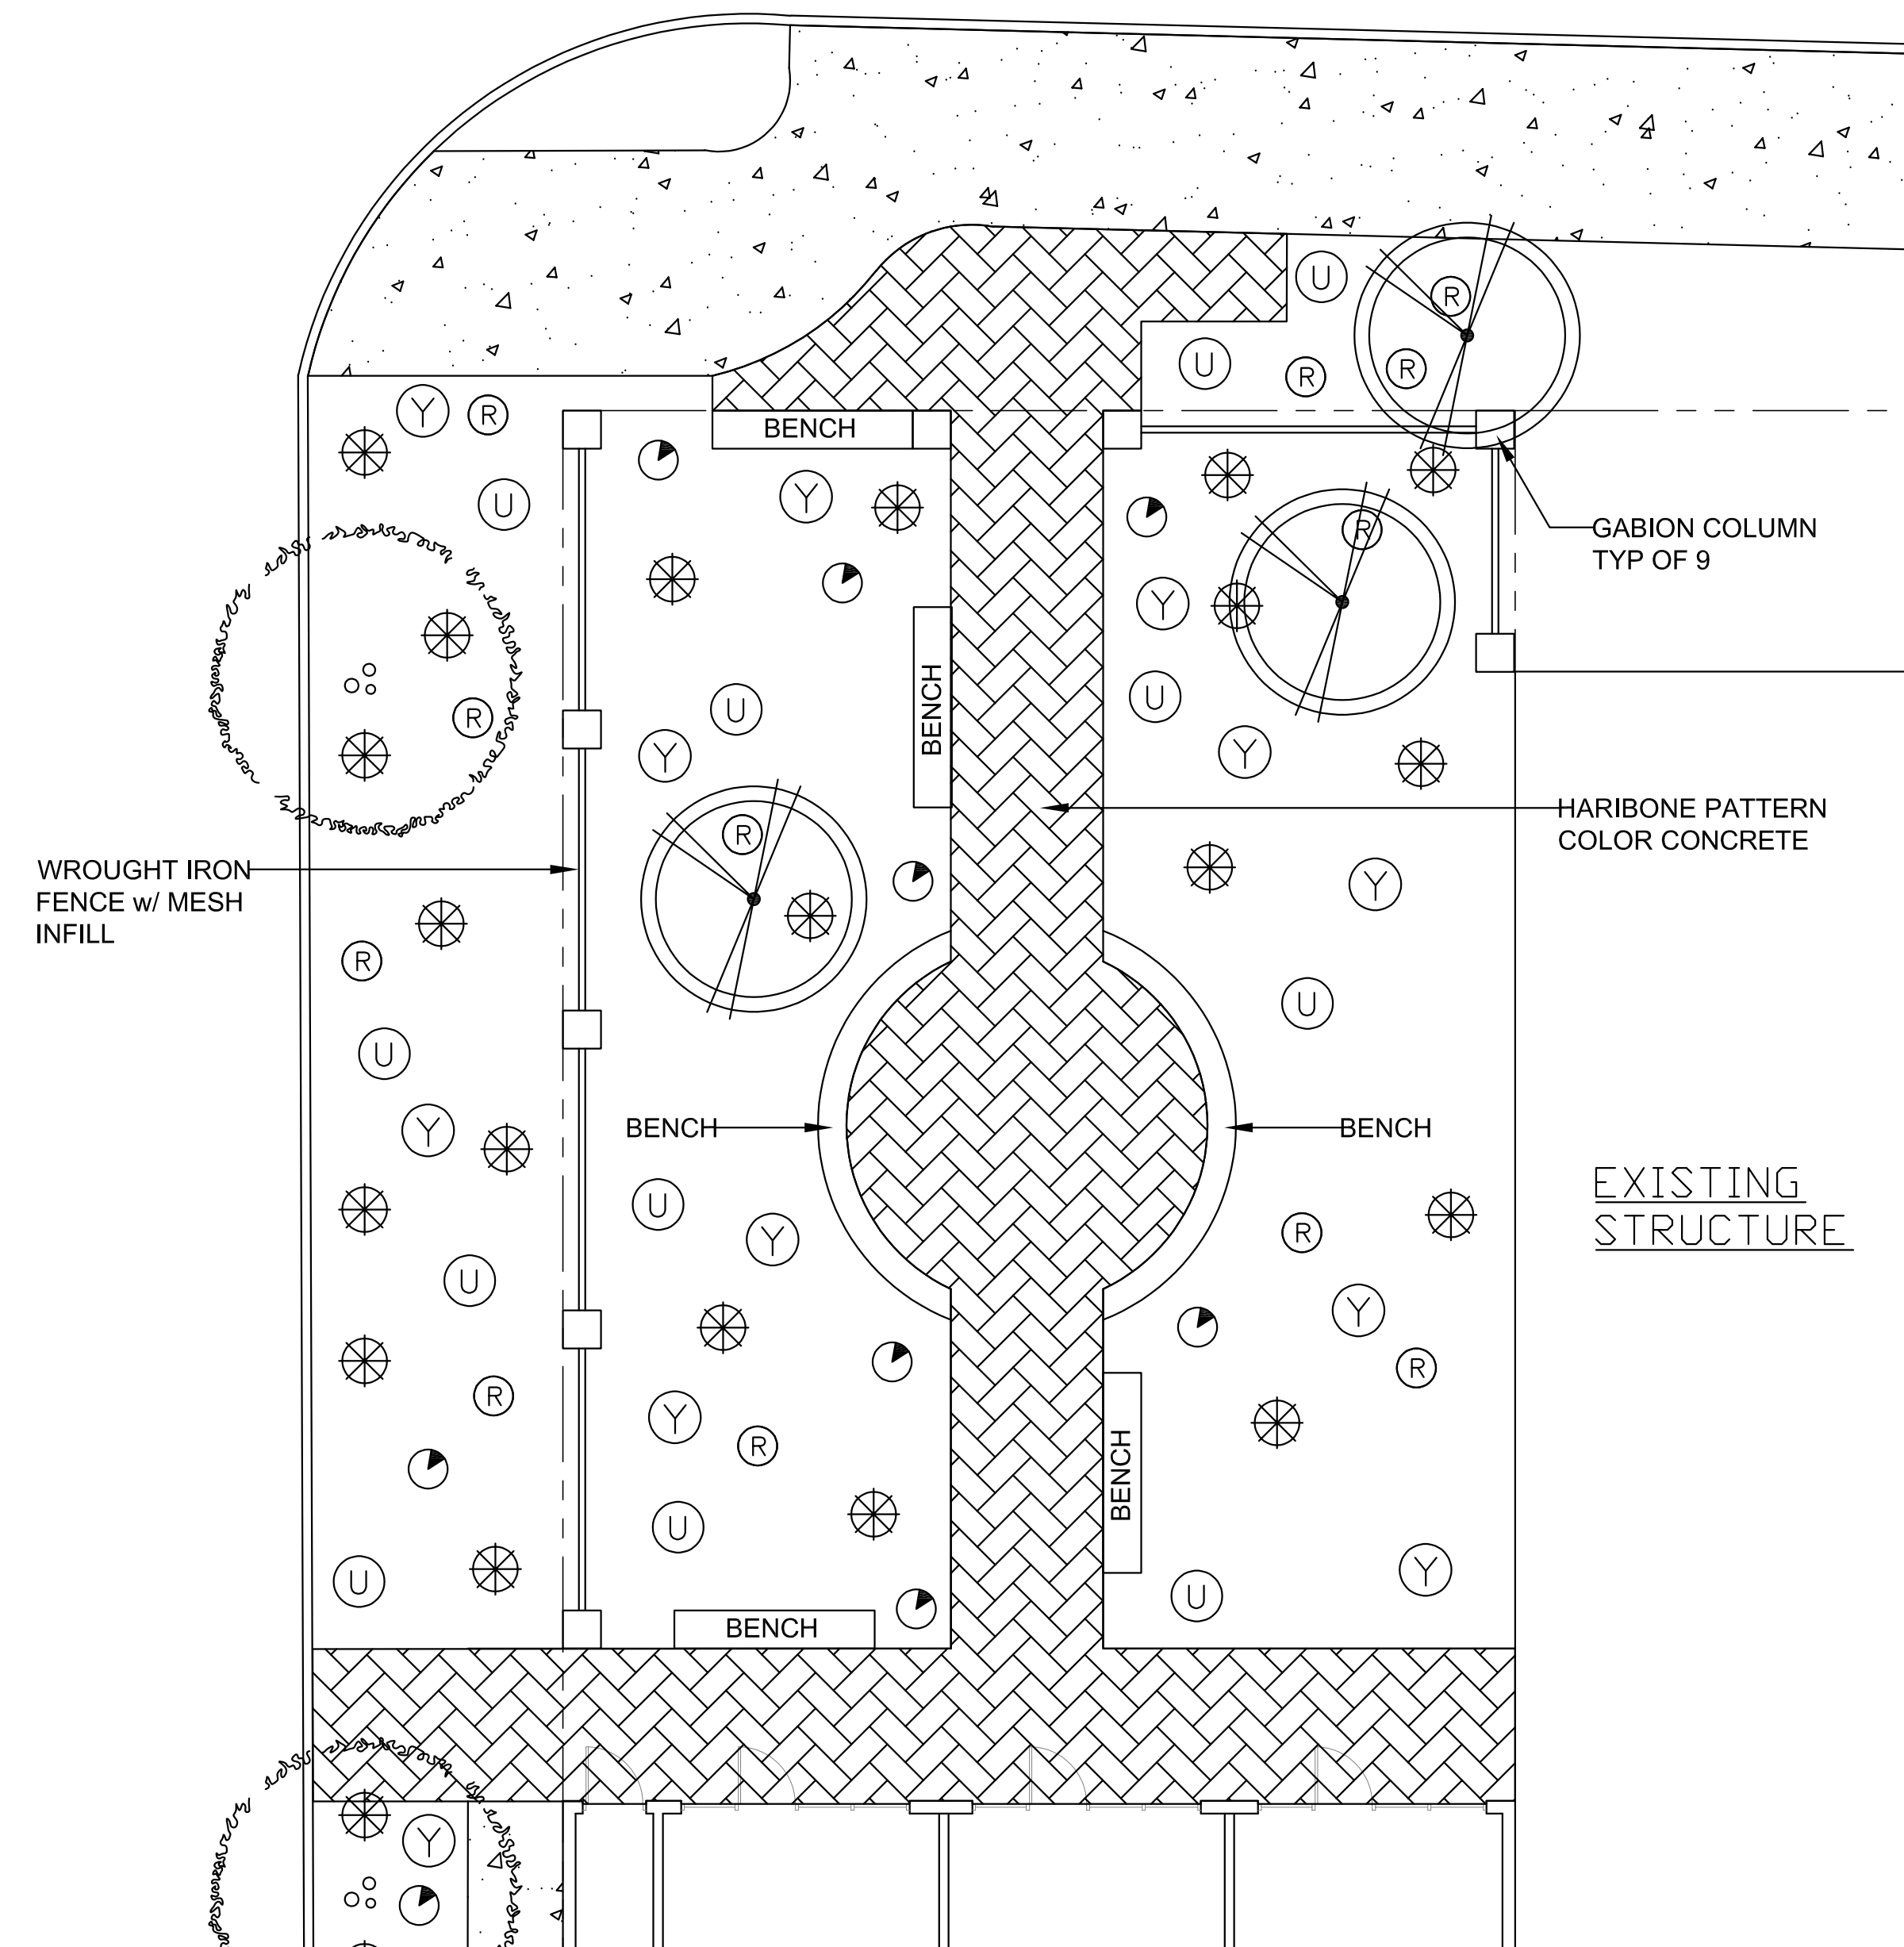 U
R
U
R
R
Y
R
BENCH
Y
U
R
GABION COLUMN
TYP OF 9
Y
U
U
BENCH
R
Y
Y
HARIBONE PATTERN
COLOR CONCRETE
R
WROUGHT IRON
FENCE w/ MESH
INFILL
Y
R
U
U
BENCH
BENCH
Y
EXISTING
STRUCTURE
U
R
Y
U
Y
R
R
Y
R
BENCH
U
Y
U
U
BENCH
Y